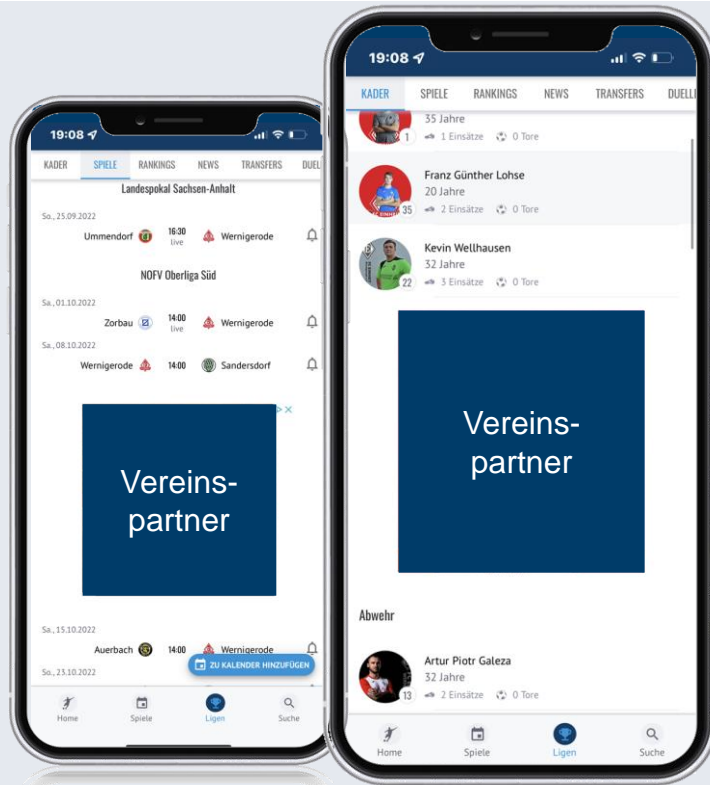 19:08
KADER SPIELE RANKINGS NEWS TRANSFERS DUEL
Landespokal Sachsen-Anhalt
So., 25.09.2022
Ummendorf 16:30 live Wernigerode
NOFV Oberliga Süd
Sa., 01.10.2022
Zorbau 14:00 live Wernigerode
Sa., 08.10.2022
Wernigerode 14:00 Sandersdorf
Vereins-
partner
Sa., 15.10.2022
Auerbach 14:00 Wernigerode
ZU KALENDER HINZUFÜGEN
So., 23.10.2022
Home Spiele Ligen Suche
19:08
KADER SPIELE RANKINGS NEWS TRANSFERS DUELL
35 Jahre
1 1 Einsätze 0 Tore
Franz Günther Lohse
20 Jahre
35 2 Einsätze 0 Tore
Kevin Wellhausen
32 Jahre
22 3 Einsätze 0 Tore
Vereins-
partner
Abwehr
Artur Piotr Galeza
32 Jahre
13 2 Einsätze 0 Tore
Home Spiele Ligen Suche